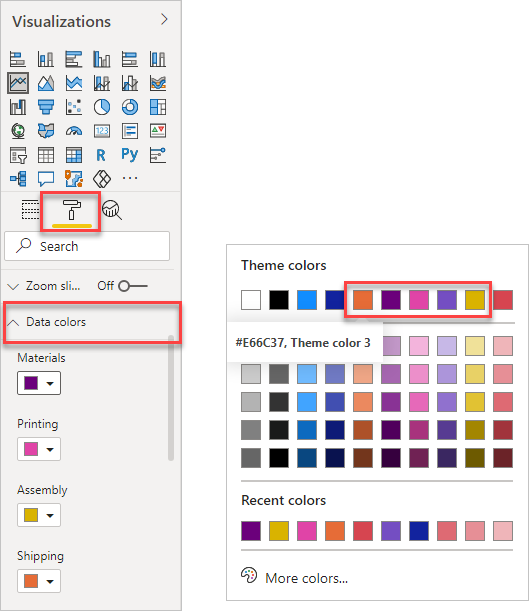 Visualizations
123
R
Py
Search
Zoom sli... Off
Data colors
Materials
Printing
Assembly
Shipping
Theme colors
#E66C37, Theme color 3
Recent colors
More colors...